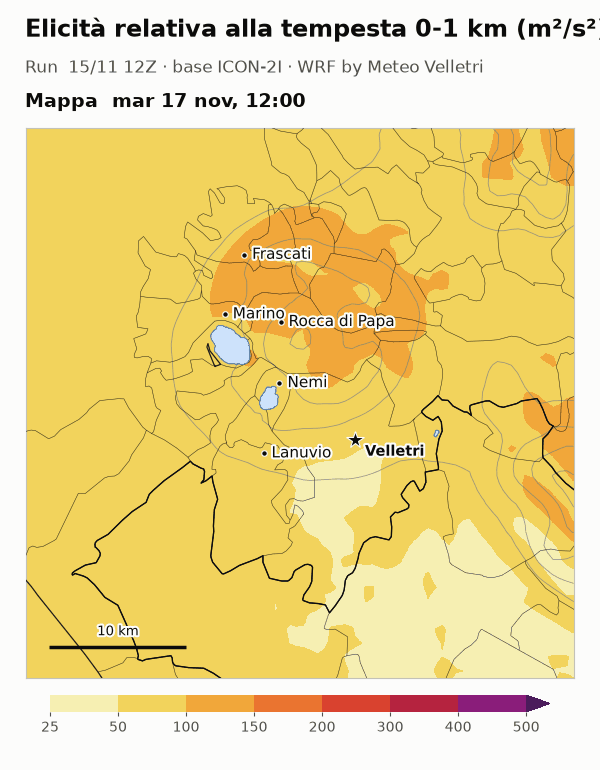 Elicità relativa alla tempesta 0-1 km (m²/s²)
Run  15/11 12Z · base ICON-2I · WRF by Meteo Velletri
Mappa  mar 17 nov, 12:00
Frascati
Marino
Rocca di Papa
Nemi
Velletri
Lanuvio
10 km
25 50 100 150 200 300 400 500